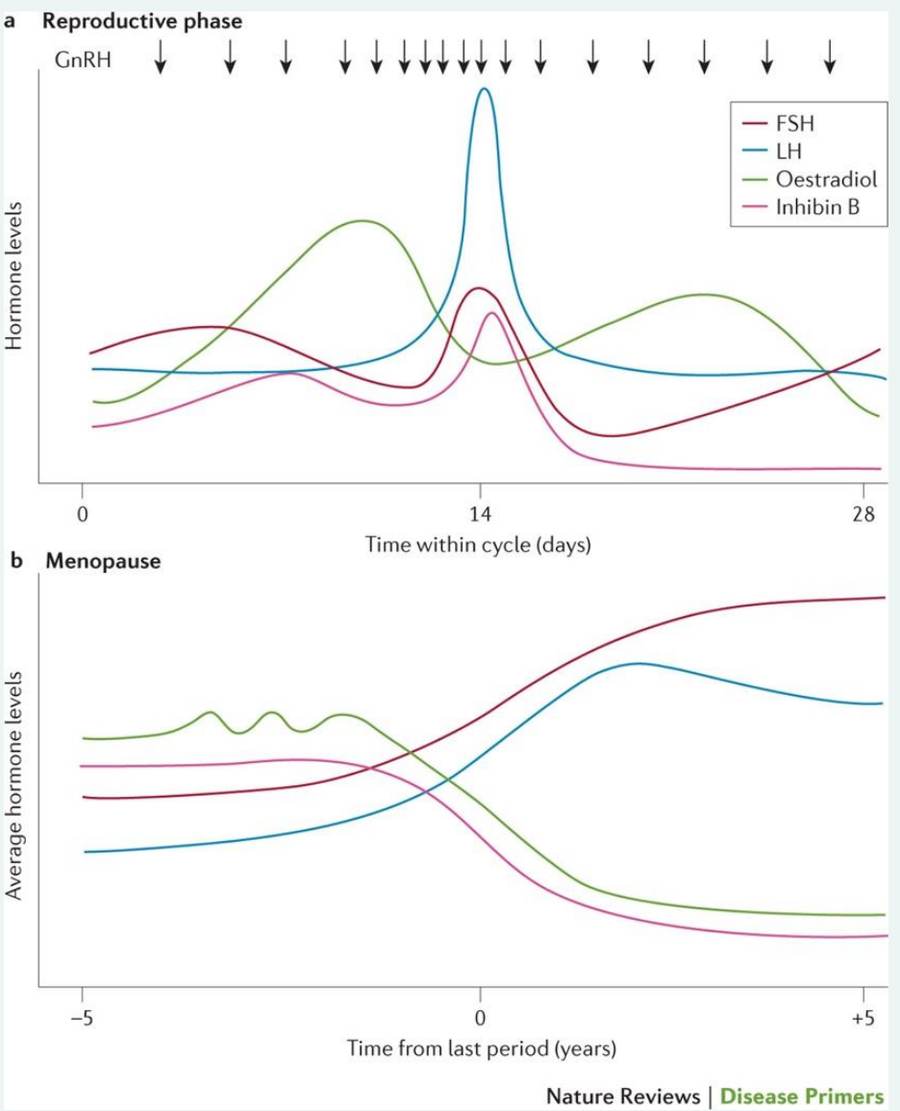 a Reproductive phase
GnRH
FSH
LH
Oestradiol
Inhibin B
Hormone levels
0 14 28
Time within cycle (days)
b Menopause
Average hormone levels
–5 0 +5
Time from last period (years)
Nature Reviews | Disease Primers